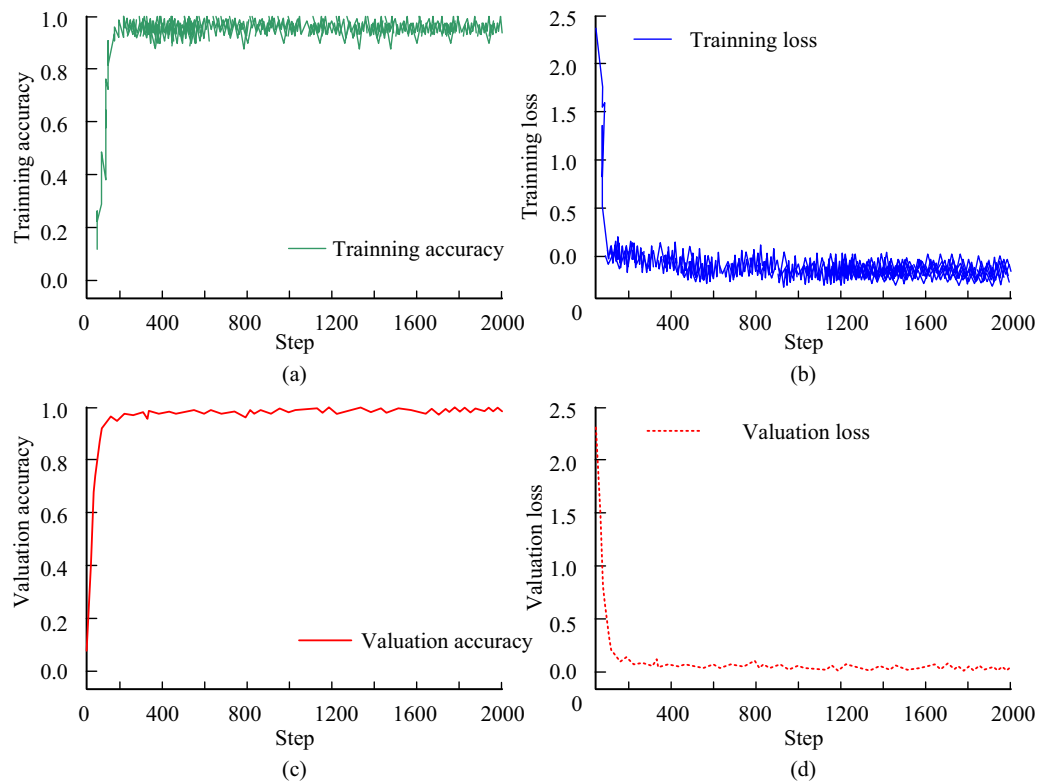 1.0
0.8
0.6
0.4
0.2
0.0
Trainning accuracy
Trainning accuracy
0 400 800 1200 1600 2000
Step
(a)
2.5
2.0
1.5
2.0
0.5
0.0
0
Trainning loss
Trainning loss
400 800 1200 1600 2000
Step
(b)
1.0
0.8
0.6
0.4
0.2
0.0
Valuation accuracy
Valuation accuracy
0 400 800 1200 1600 2000
Step
(c)
2.5
2.0
1.5
2.0
0.5
0.0
0
Valuation loss
Valuation loss
400 800 1200 1600 2000
Step
(d)